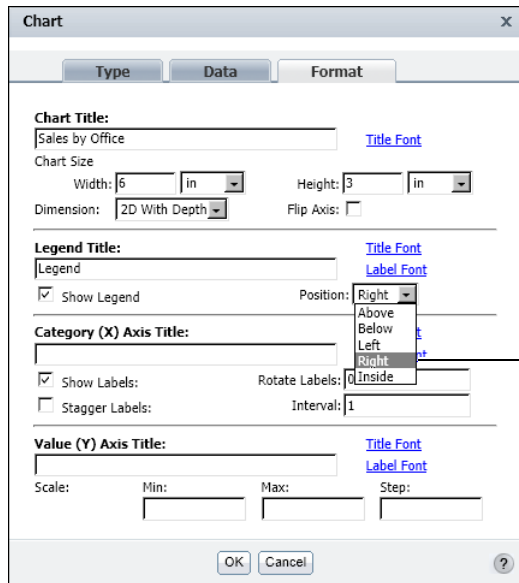 Chart x
Type Data Format
Chart Title:
Sales by Office Title Font
Chart Size
Width: 6 in Height: 3 in
Dimension: 2D With Depth Flip Axis:
Legend Title: Title Font
Legend Label Font
Show Legend Position: Right
Above
Below
Category (X) Axis Title:
Left
Right
Show Labels: Rotate Labels: 0 Inside
Stagger Labels: Interval: 1
Value (Y) Axis Title: Title Font
Label Font
Scale: Min: Max: Step:
OK Cancel ?